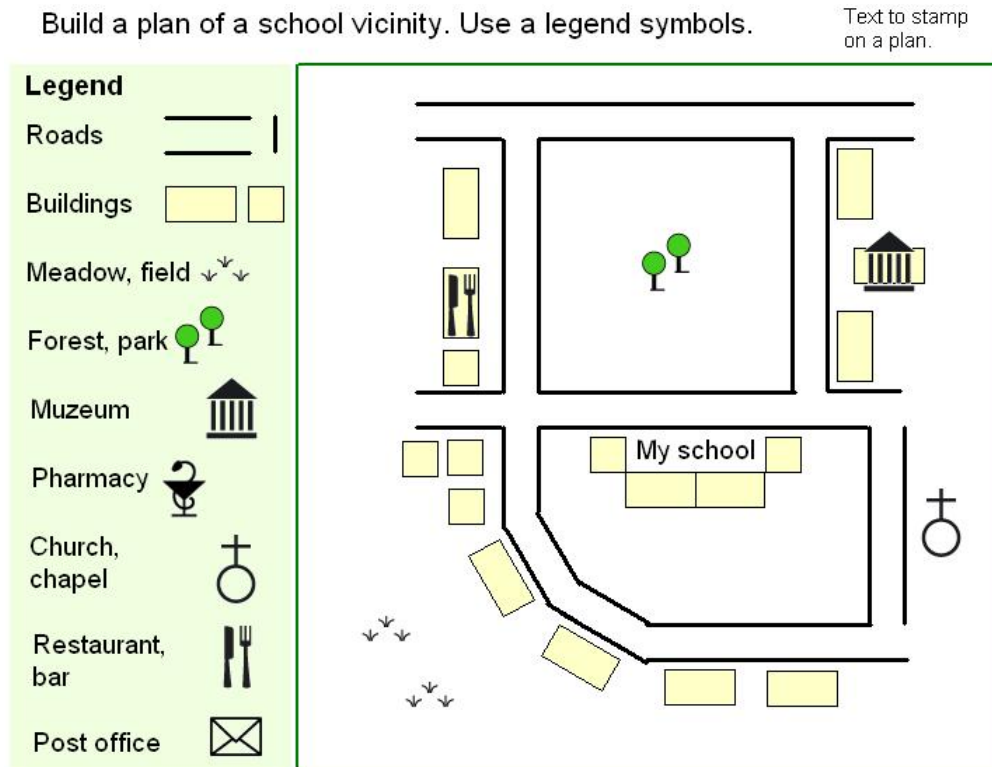 Build a plan of a school vicinity. Use a legend symbols.
Text to stamp
on a plan.
Legend
Roads
Buildings
Meadow, field
Forest, park
Muzeum
Pharmacy
Church,
chapel
Restaurant,
bar
Post office
My school